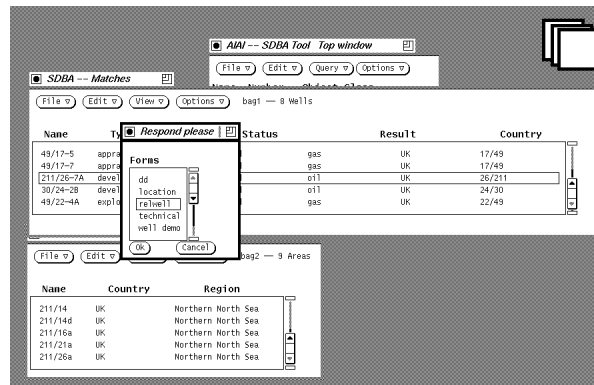 AIAI -- SDBA Tool Top window
File Edit Query Options
Name Number Object Class
SDBA -- Matches
File Edit View Options bag1 — 8 Wells
Name Ty Status Result Country
49/17-5 appra gas UK 17/49
49/17-7 appra gas UK 17/49
211/26-7A devel oil UK 26/211
30/24-2B devel oil UK 24/30
49/22-4A explo gas UK 22/49
Respond please
Forms
dd
location
relwell
technical
well demo
Ok Cancel
File Edit bag2 — 9 Areas
Name Country Region
211/14 UK Northern North Sea
211/14d UK Northern North Sea
211/16a UK Northern North Sea
211/21a UK Northern North Sea
211/26a UK Northern North Sea